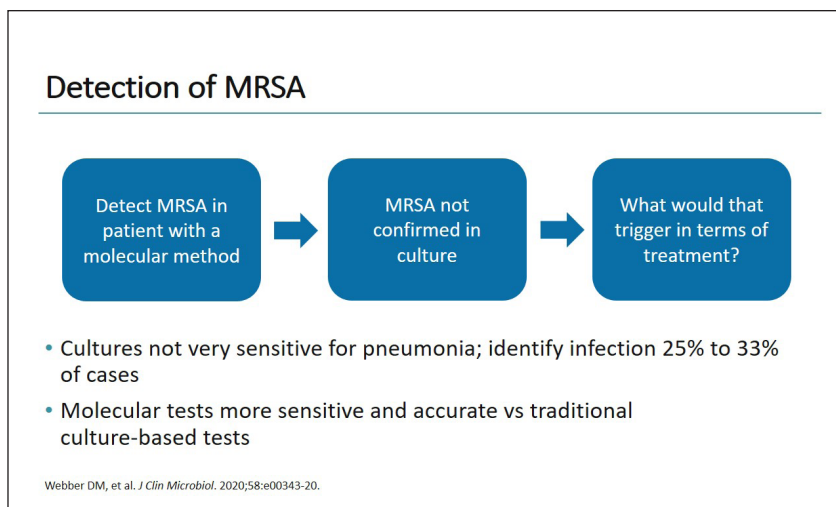 Detection of MRSA
Detect MRSA in
patient with a
molecular method
MRSA not
confirmed in
culture
What would that
trigger in terms of
treatment?
• Cultures not very sensitive for pneumonia; identify infection 25% to 33%
of cases
• Molecular tests more sensitive and accurate vs traditional
culture-based tests
Webber DM, et al. J Clin Microbiol. 2020;58:e00343-20.